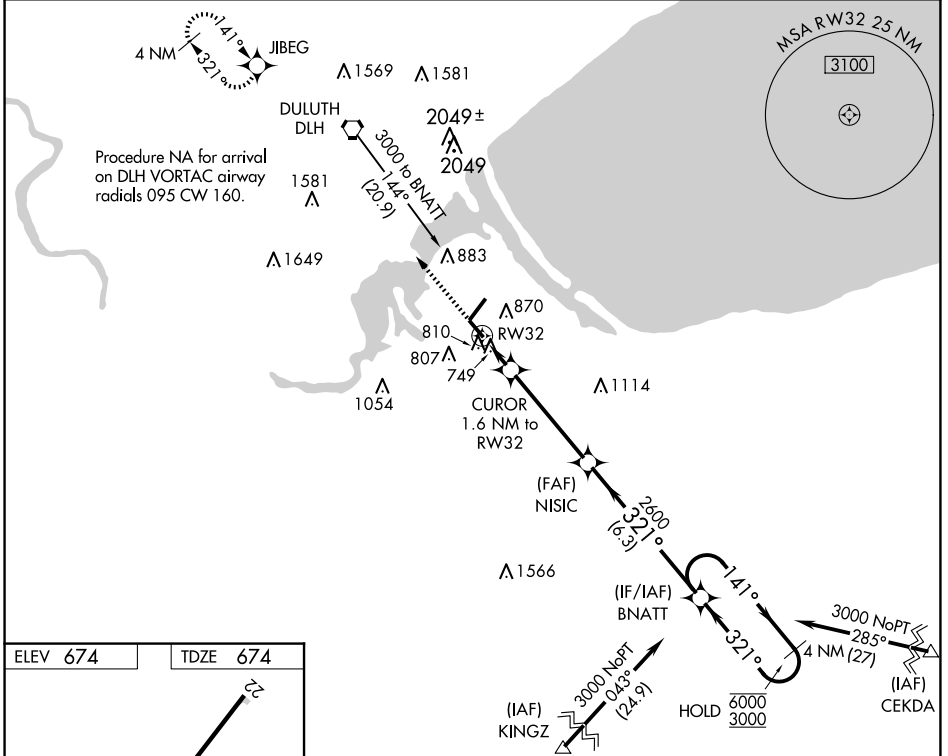 141°
321°
4 NM
JIBEG
1569
1581
DULUTH
DLH
2049±
2049
Procedure NA for arrival
on DLH VORTAC airway
radials 095 CW 160.
1581
3000 to BNATT
144°
(20.9)
1649
883
MSA RW32 25 NM
3100
870
RW32
810
807
749
1054
CUROR
1.6 NM to
RW32
1114
(FAF)
NISIC
2600
321°
(6.3)
1566
(IF/IAF)
BNATT
141°
321°
4 NM
3000 NoPT
285°
(27)
(IAF)
CEKDA
HOLD
6000
3000
3000 NoPT
043°
(24.9)
(IAF)
KINGZ
ELEV 674
TDZE 674
22